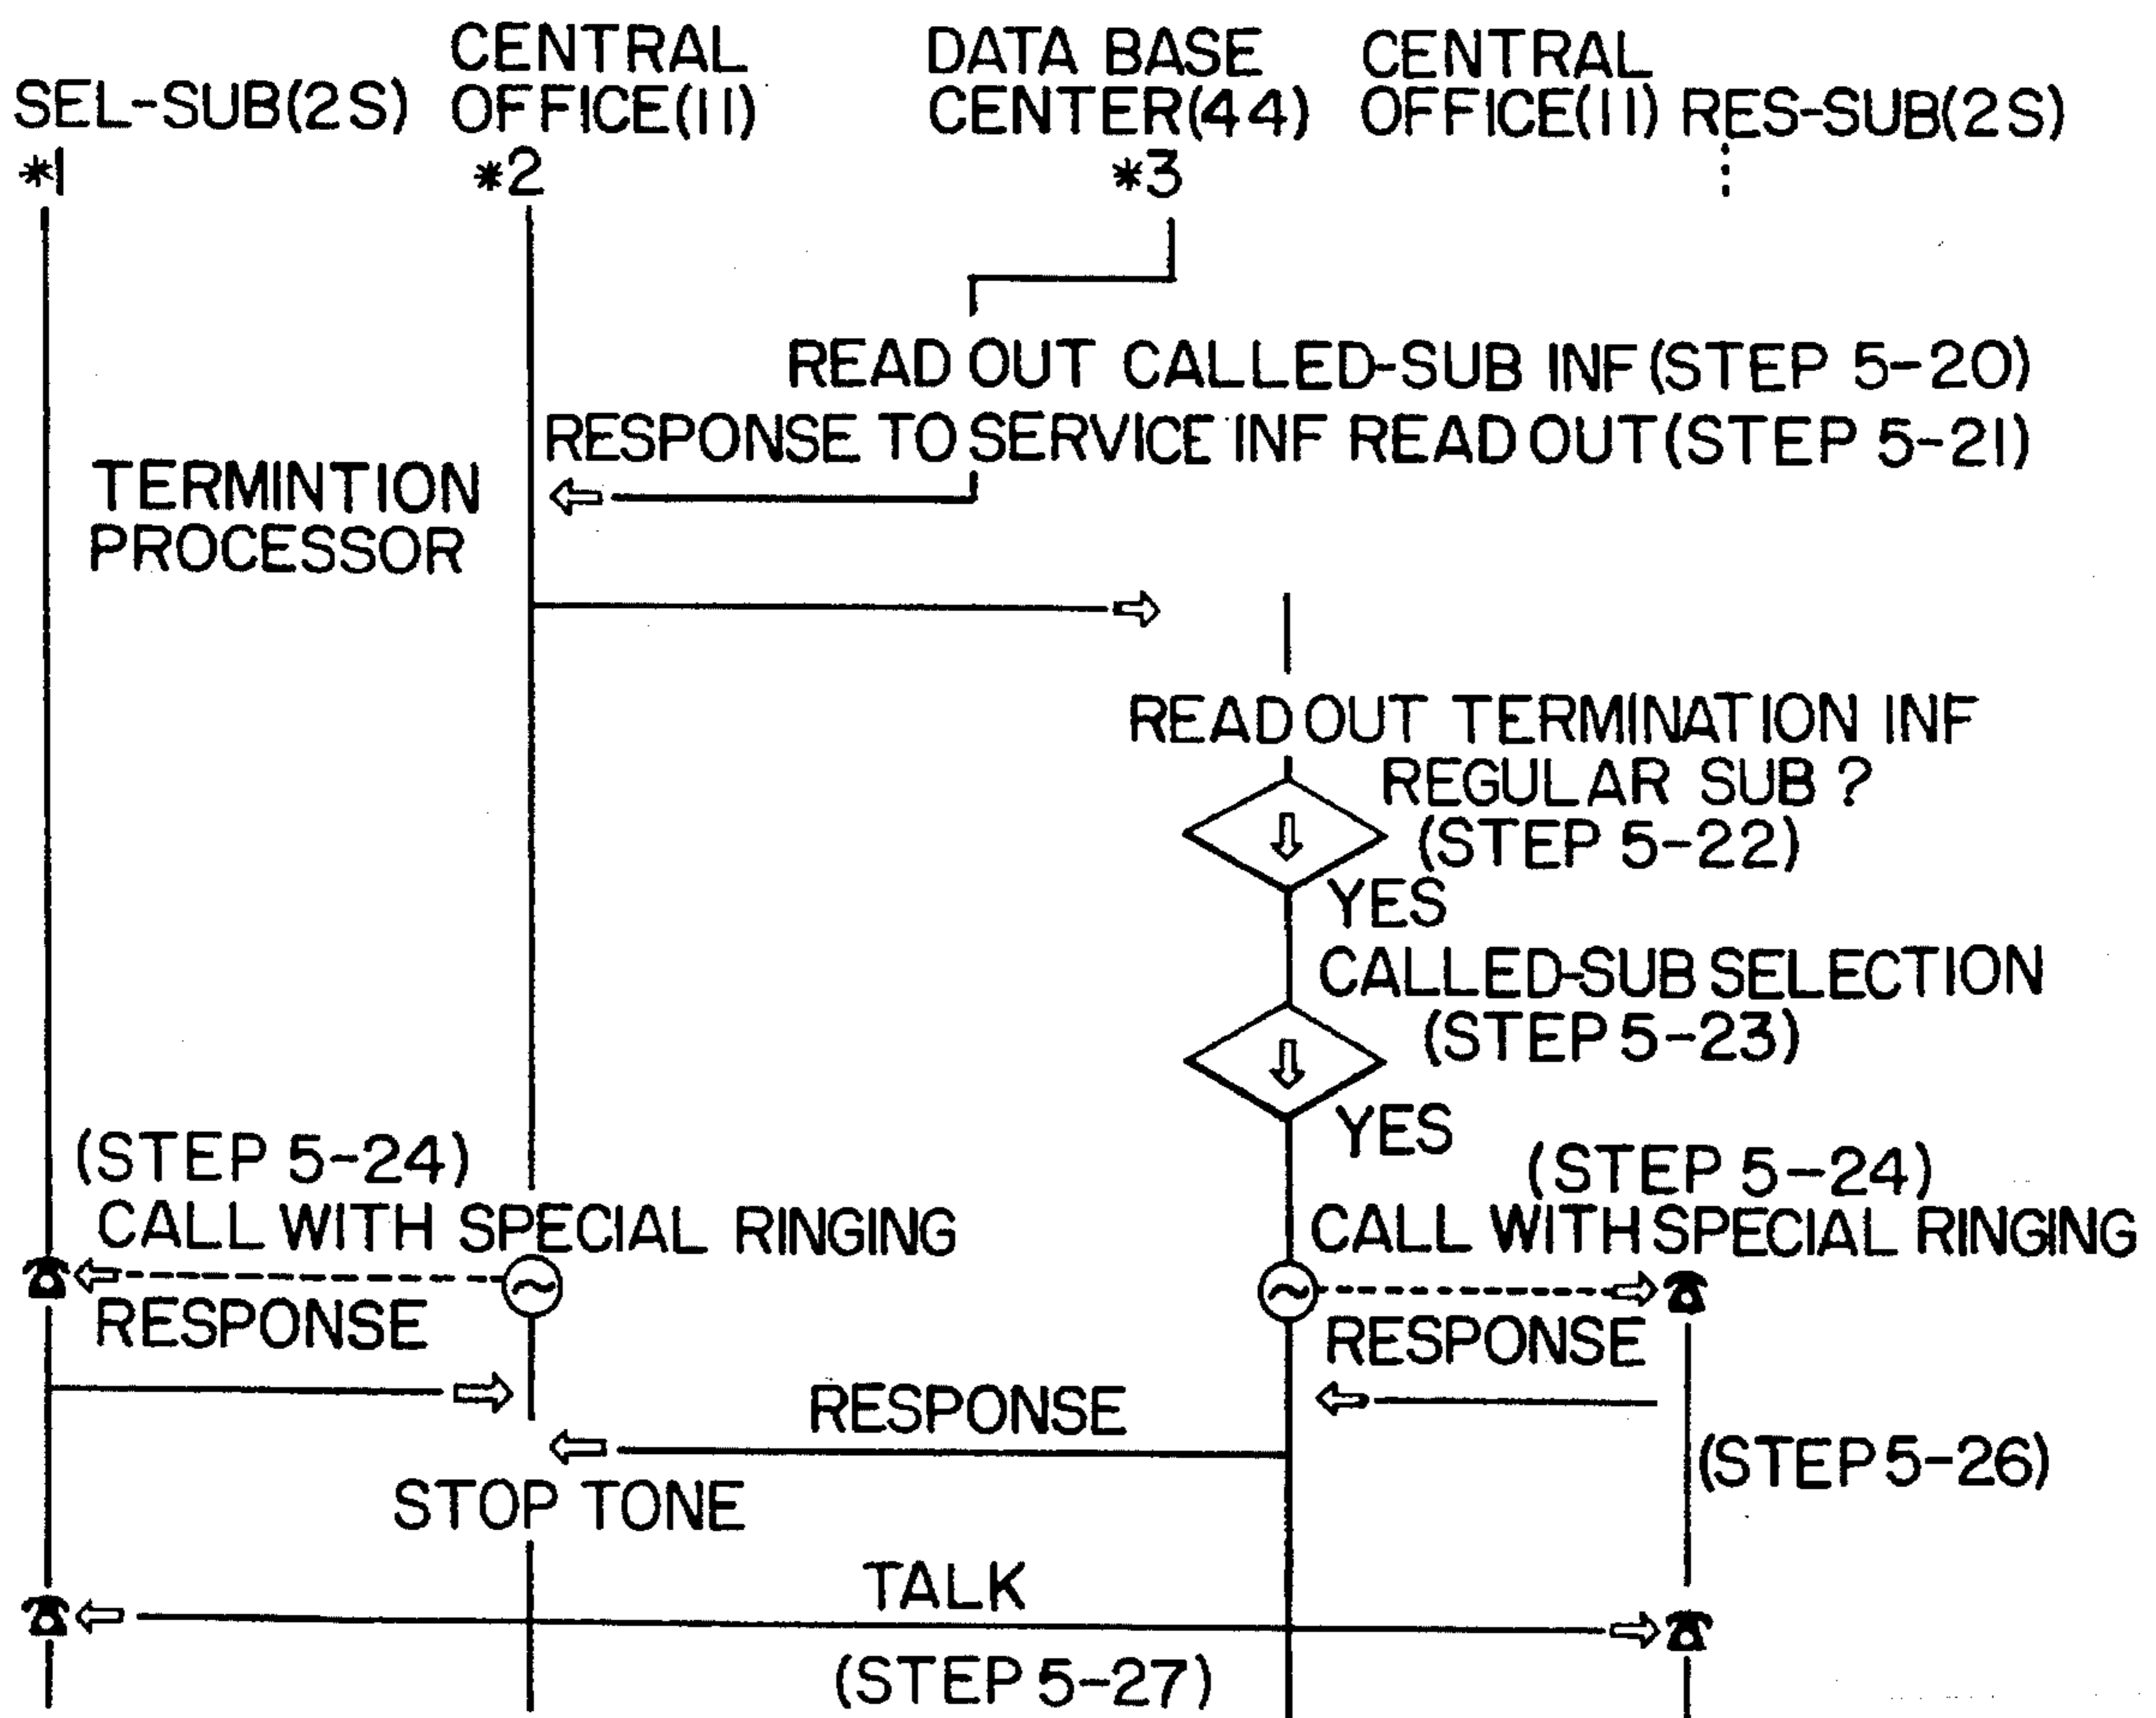 SEL-SUB(2S)
CENTRAL
OFFICE(11)
DATA BASE
CENTER(44)
CENTRAL
OFFICE(11)
RES-SUB(2S)
*1
*2
*3
READ OUT CALLED-SUB INF(STEP 5-20)
RESPONSE TO SERVICE INF READ OUT(STEP 5-21)
TERMINTION
PROCESSOR
READ OUT TERMINATION INF
REGULAR SUB ?
(STEP 5-22)
YES
CALLED-SUB SELECTION
(STEP 5-23)
YES
(STEP 5-24)
CALL WITH SPECIAL RINGING
(STEP 5-24)
CALL WITH SPECIAL RINGING
RESPONSE
RESPONSE
RESPONSE
(STEP 5-26)
STOP TONE
TALK
(STEP 5-27)